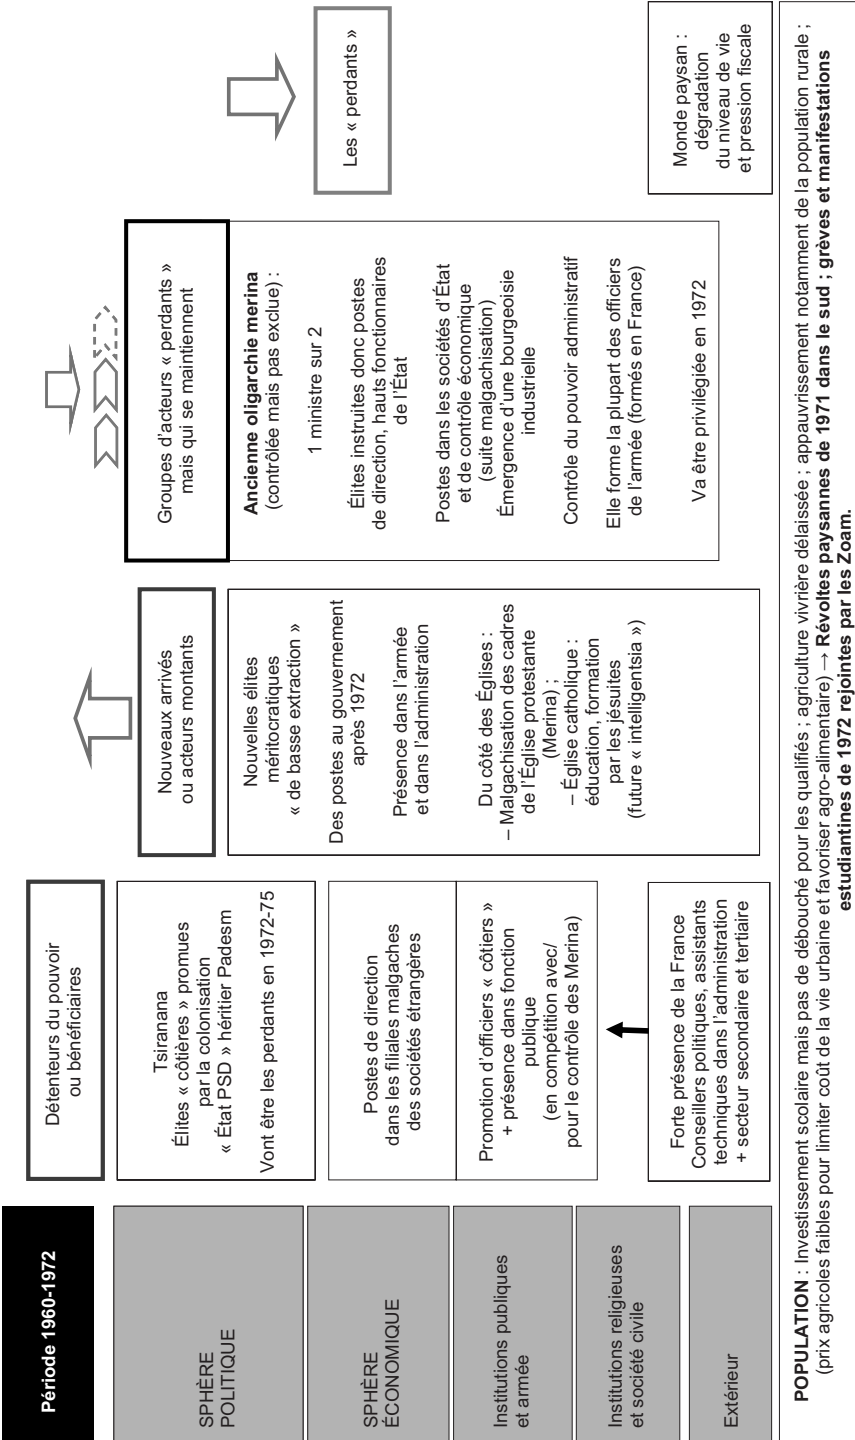 Période 1960-1972
Détenteurs du pouvoir
ou bénéficiaires
Nouveaux arrivés
ou acteurs montants
Groupes d'acteurs « perdants »
mais qui se maintiennent
Les « perdants »
SPHÈRE
POLITIQUE
Tsiranana
Élites « côtières » promues
par la colonisation
« État PSD » héritier Padesm
Vont être les perdants en 1972-75
SPHÈRE
ÉCONOMIQUE
Postes de direction
dans les filiales malgaches
des sociétés étrangères
Institutions publiques
et armée
Promotion d'officiers « côtiers »
+ présence dans fonction
publique
(en compétition avec/
pour le contrôle des Merina)
Institutions religieuses
et société civile
Extérieur
Forte présence de la France
Conseillers politiques, assistants
techniques dans l'administration
+ secteur secondaire et tertiaire
Nouvelles élites
méritocratiques
« de basse extraction »
Des postes au gouvernement
après 1972
Présence dans l'armée
et dans l'administration
Du côté des Églises :
– Malgachisation des cadres
de l'Église protestante
(Merina) ;
– Église catholique :
éducation, formation
par les jésuites
(future « intelligentsia »)
Ancienne oligarchie merina
(contrôlée mais pas exclue) :
1 ministre sur 2
Élites instruites donc postes
de direction, hauts fonctionnaires
de l'État
Postes dans les sociétés d'État
et de contrôle économique
(suite malgachisation)
Émergence d'une bourgeoisie
industrielle
Contrôle du pouvoir administratif
Elle forme la plupart des officiers
de l'armée (formés en France)
Va être privilégiée en 1972
Monde paysan :
dégradation
du niveau de vie
et pression fiscale
POPULATION : Investissement scolaire mais pas de débouché pour les qualifiés ; agriculture vivrière délaissée ; appauvrissement notamment de la population rurale ;
(prix agricoles faibles pour limiter coût de la vie urbaine et favoriser agro-alimentaire) → Révoltes paysannes de 1971 dans le sud ; grèves et manifestations
estudiantines de 1972 rejointes par les Zoam.